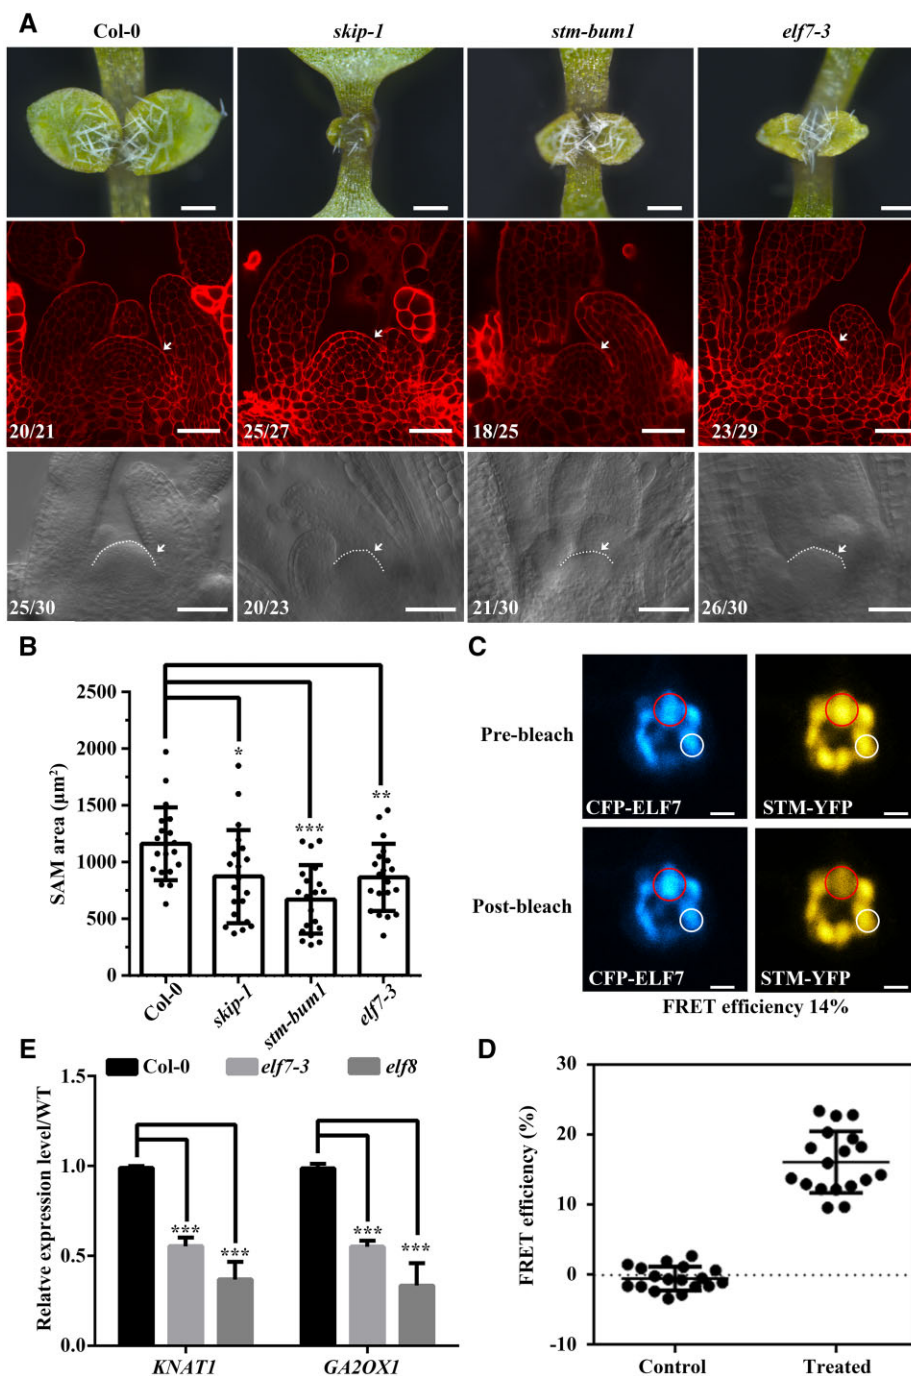 A
Col-0 skip-1 stm-bum1 elf7-3
20/21 25/27 18/25 23/29
25/30 20/23 21/30 26/30
B
SAM area (µm²)
2500
2000
1500
1000
500
0
*
***
**
Col-0 skip-1 stm-bum1 elf7-3
C
Pre-bleach
CFP-ELF7 STM-YFP
Post-bleach
CFP-ELF7 STM-YFP
FRET efficiency 14%
E
Col-0 elf7-3 elf8
Relatve expression level/WT
1.5
1.0
0.5
0.0
*** *** *** ***
KNAT1 GA2OX1
D
FRET efficiency (%)
30
20
10
0
-10
Control Treated